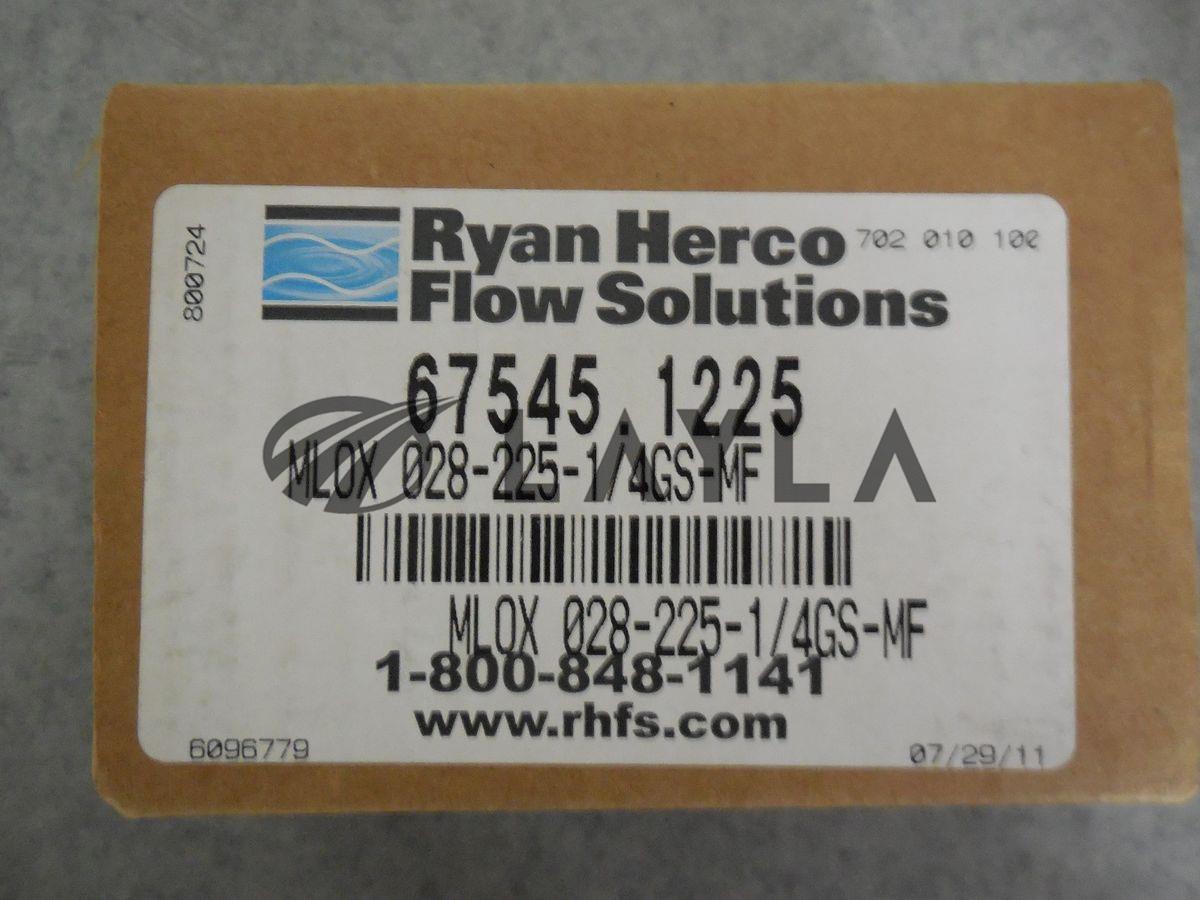 800724
Ryan Herco 702 010 100
Flow Solutions
67545.1225
LAYLA
MLOX 028-225-1/4GS-MF
MLOX 028-225-1/4GS-MF
1-800-848-1141
www.rhfs.com
6096779 07/29/11